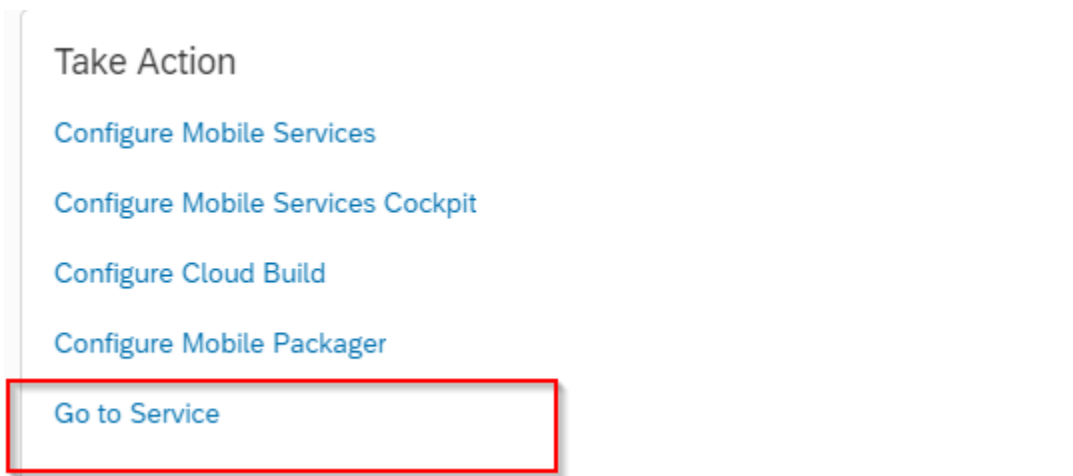 Take Action
Configure Mobile Services
Configure Mobile Services Cockpit
Configure Cloud Build
Configure Mobile Packager
Go to Service